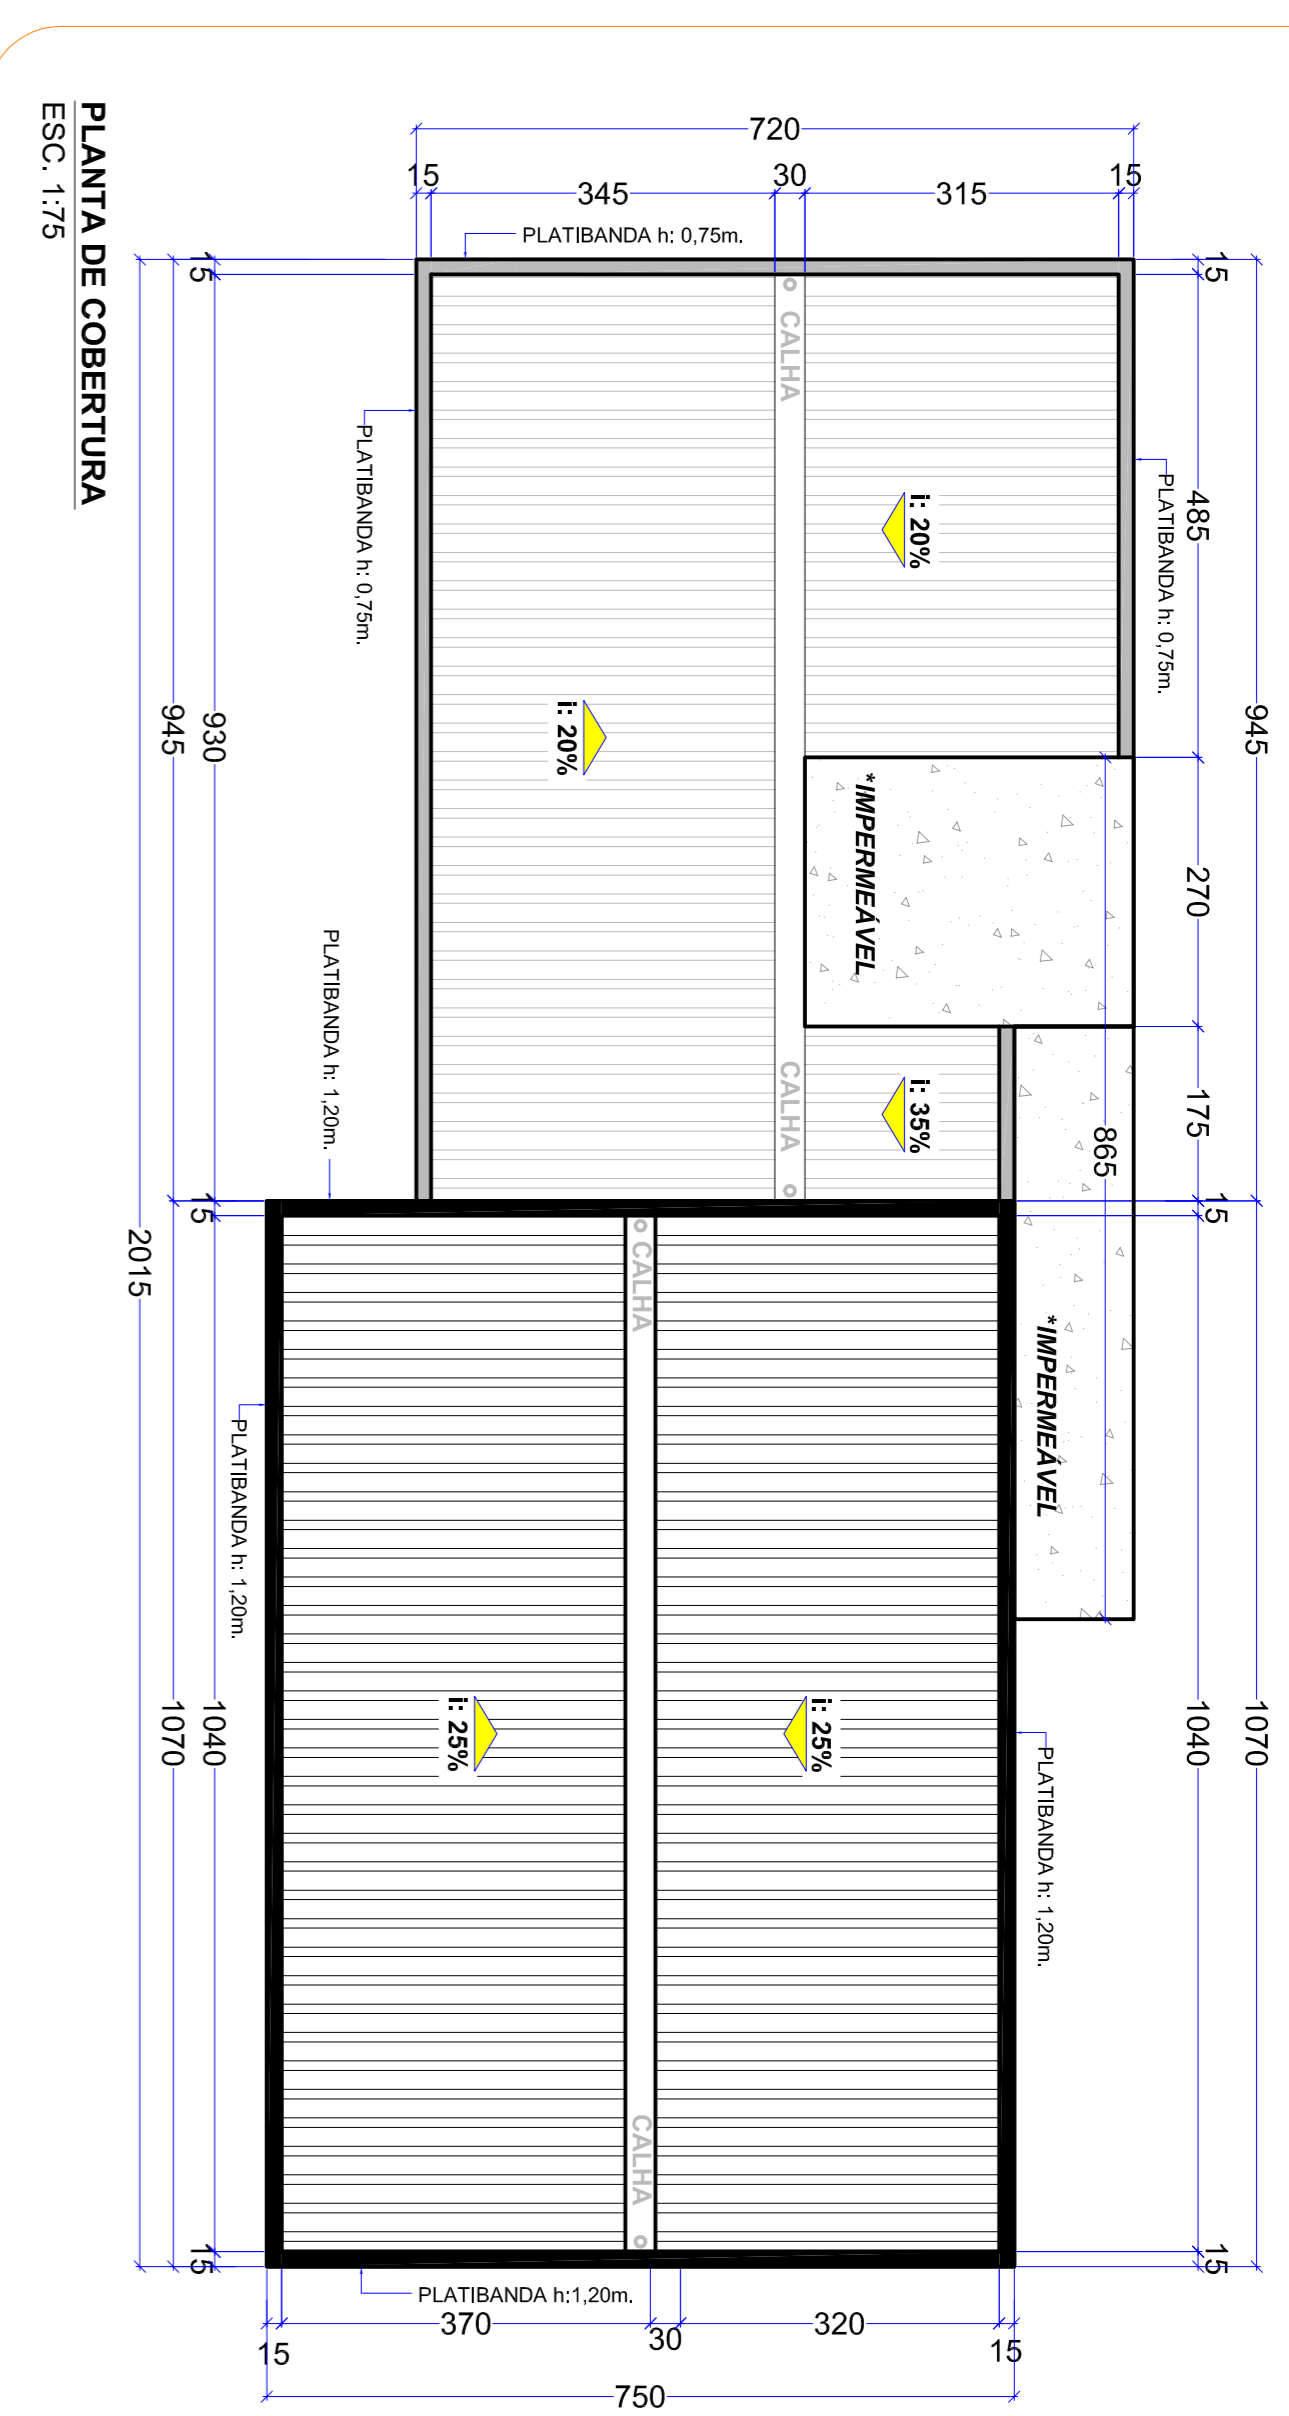 720
15
345
30
315
15
PLATIBANDA h: 0,75m.
PLANTA DE COBERTURA
ESC. 1:75
15
15
CALHA
PLATIBANDA h: 0,75m.
PLATIBANDA h: 0,75m.
485
i: 20%
945
930
945
i: 20%
*IMPERMEÁVEL
270
PLATIBANDA h: 1,20m.
CALHA
i: 35%
175
865
15
15
2015
CALHA
*IMPERMEÁVEL
PLATIBANDA h: 1,20m.
1070
1040
i: 25%
i: 25%
PLATIBANDA h: 1,20m.
1040
1070
CALHA
15
15
PLATIBANDA h:1,20m.
15
370
30
320
15
750